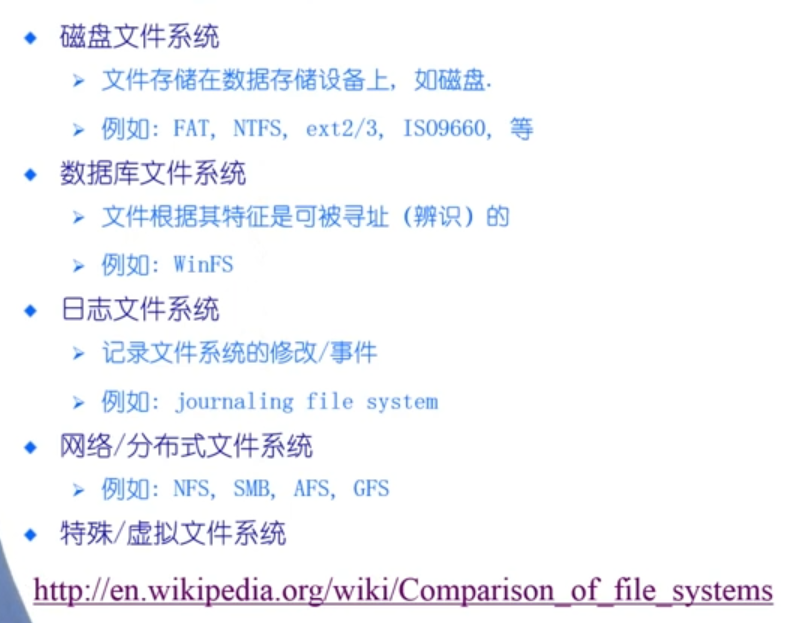 磁盘文件系统
文件存储在数据存储设备上, 如磁盘.
例如: FAT, NTFS, ext2/3, ISO9660, 等
数据库文件系统
文件根据其特征是可被寻址（辨识）的
例如: WinFS
日志文件系统
记录文件系统的修改/事件
例如: journaling file system
网络/分布式文件系统
例如: NFS, SMB, AFS, GFS
特殊/虚拟文件系统
http://en.wikipedia.org/wiki/Comparison_of_file_systems